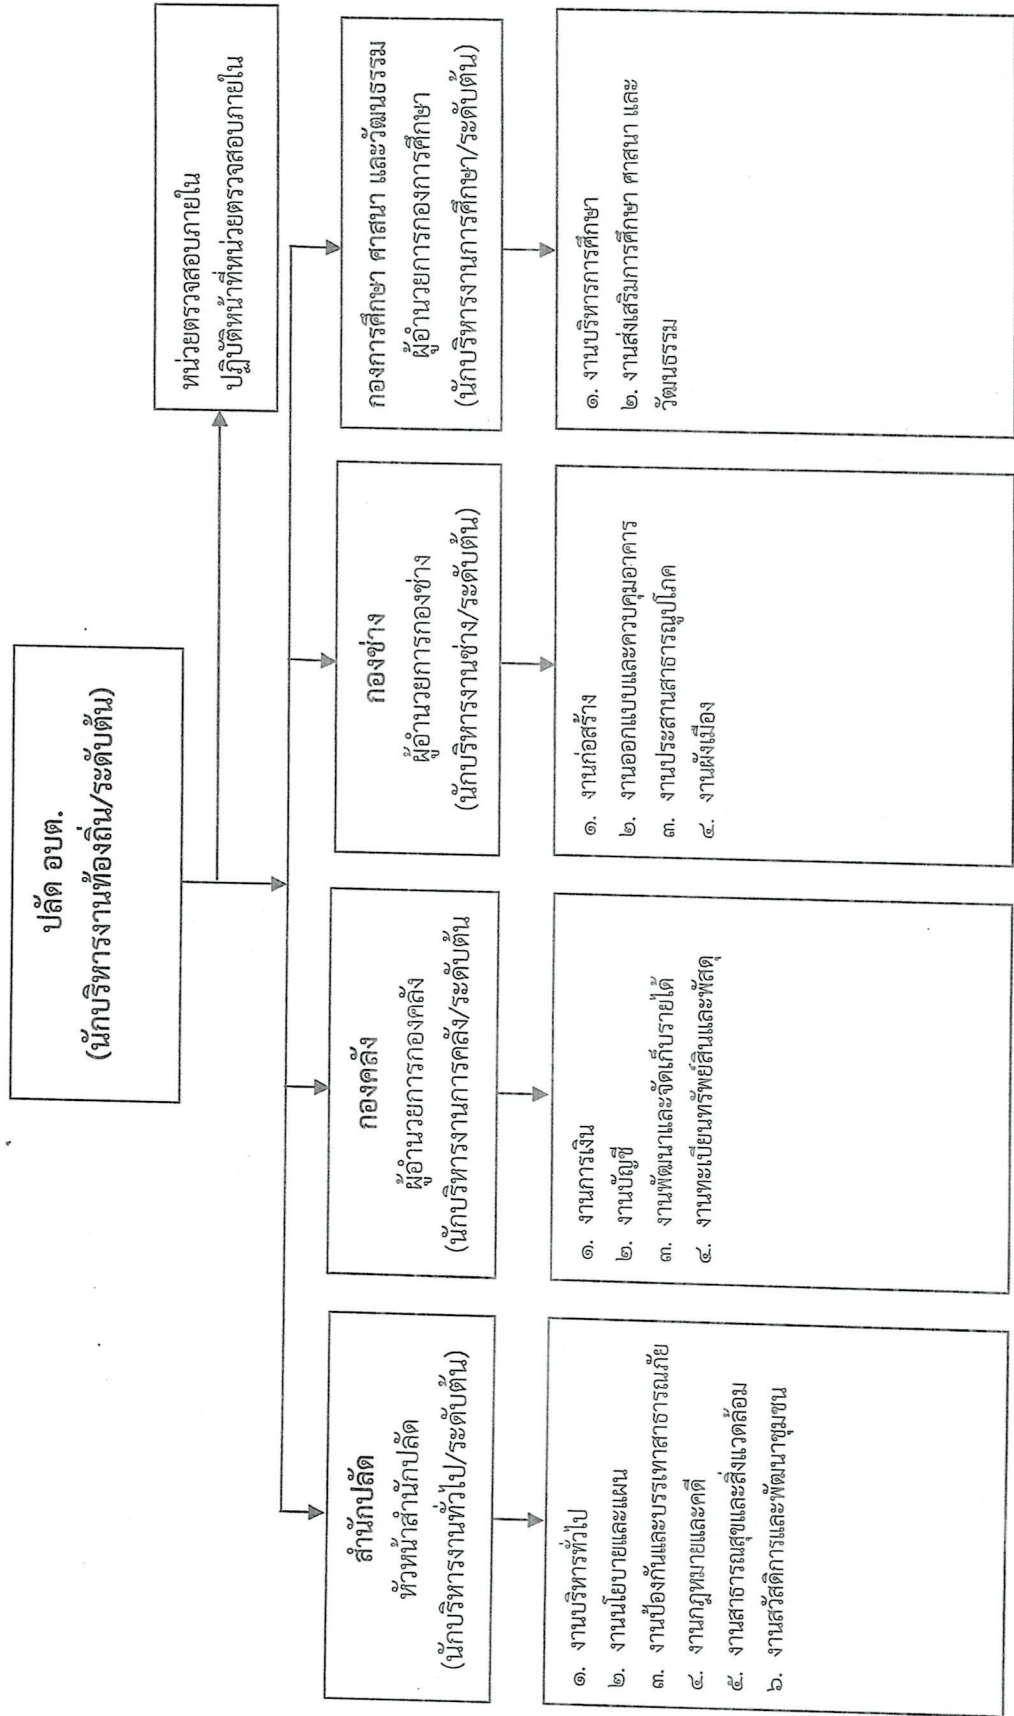 ปลัด อบต.
(นักบริหารงานท้องถิ่น/ระดับต้น)
หน่วยตรวจสอบภายใน
ปฏิบัติหน้าที่หน่วยตรวจสอบภายใน
สำนักปลัด
หัวหน้าสำนักปลัด
(นักบริหารงานทั่วไป/ระดับต้น)
กองคลัง
ผู้อำนวยการกองคลัง
(นักบริหารงานการคลัง/ระดับต้น
กองช่าง
ผู้อำนวยการกองช่าง
(นักบริหารงานช่าง/ระดับต้น)
กองการศึกษา ศาสนา และวัฒนธรรม
ผู้อำนวยการกองการศึกษา
(นักบริหารงานการศึกษา/ระดับต้น)
๑. งานบริหารทั่วไป
๒. งานนโยบายและแผน
๓. งานป้องกันและบรรเทาสาธารณภัย
๔. งานกฎหมายและคดี
๕. งานสาธารณสุขและสิ่งแวดล้อม
๖. งานสวัสดิการและพัฒนาชุมชน
๑. งานการเงิน
๒. งานบัญชี
๓. งานพัฒนาและจัดเก็บรายได้
๔. งานทะเบียนทรัพย์สินและพัสดุ
๑. งานก่อสร้าง
๒. งานออกแบบและควบคุมอาคาร
๓. งานประสานสาธารณูปโภค
๔. งานผังเมือง
๑. งานบริหารการศึกษา
๒. งานส่งเสริมการศึกษา ศาสนา และ
วัฒนธรรม